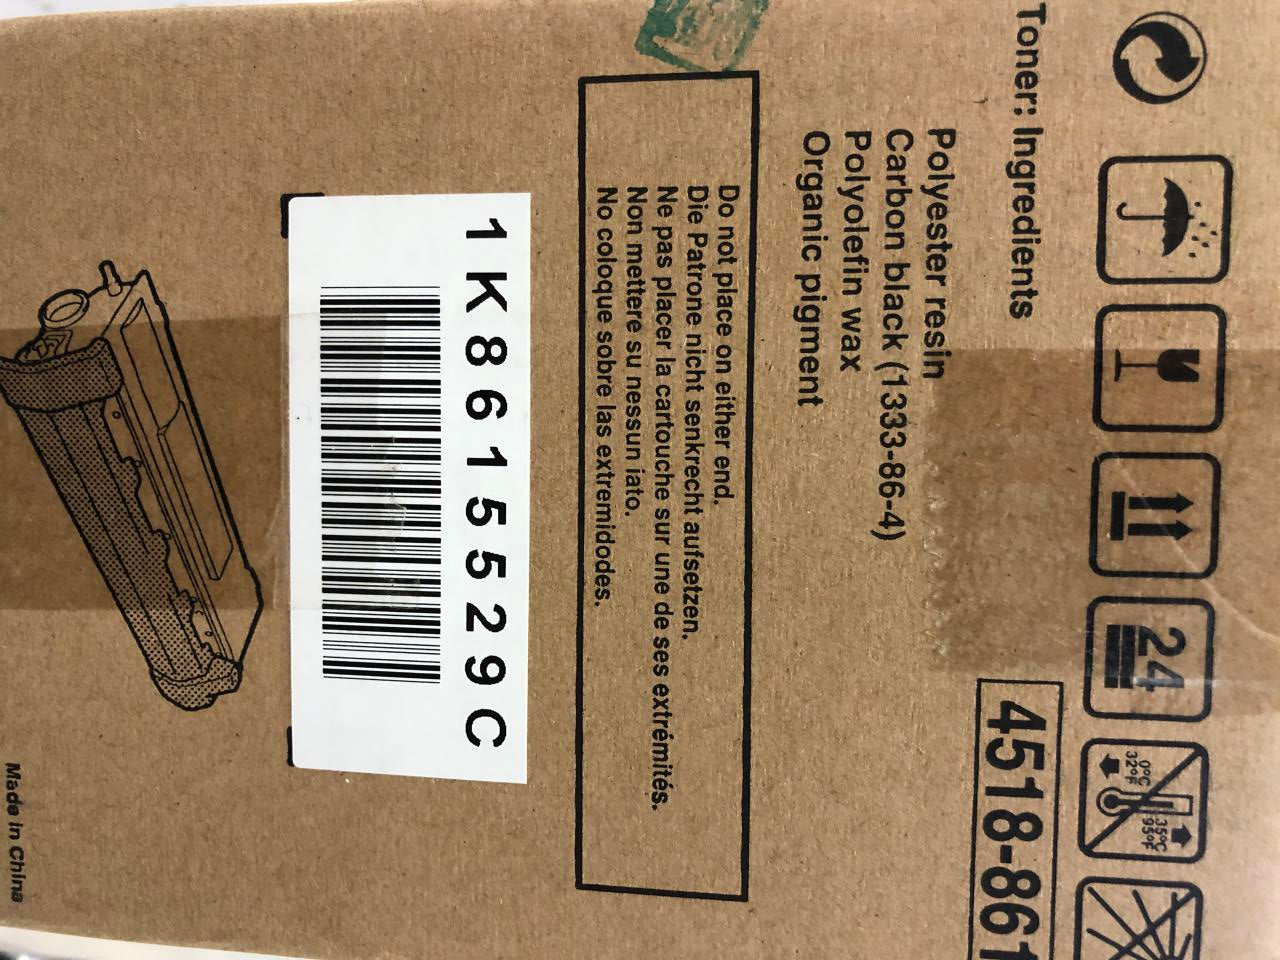 24
0°C
32°F
35°C
95°F
Toner: Ingredients
4518-861
Polyester resin
Carbon black (1333-86-4)
Polyolefin wax
Organic pigment
Do not place on either end.
Die Patrone nicht senkrecht aufsetzen.
Ne pas placer la cartouche sur une de ses extrémités.
Non mettere su nessun iato.
No coloque sobre las extremidodes.
1K8615529C
Made in China